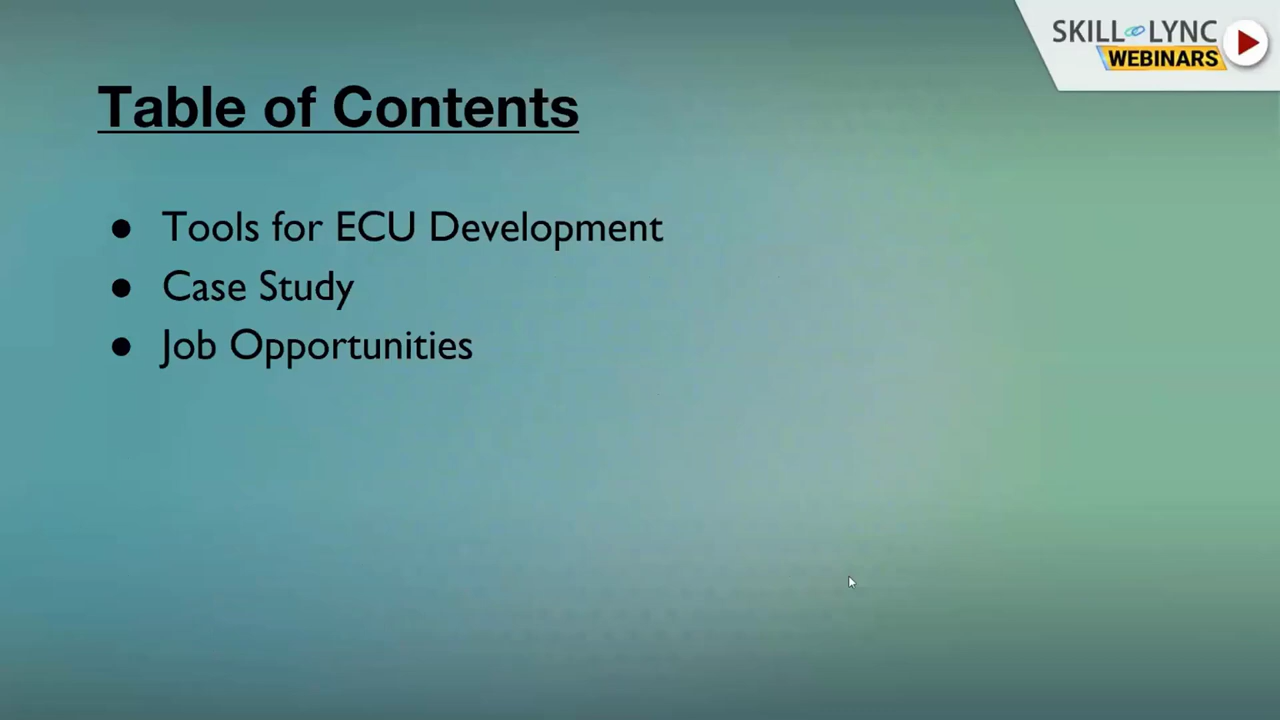 SKILL LYNC
WEBINARS
Table of Contents
● Tools for ECU Development
● Case Study
● Job Opportunities